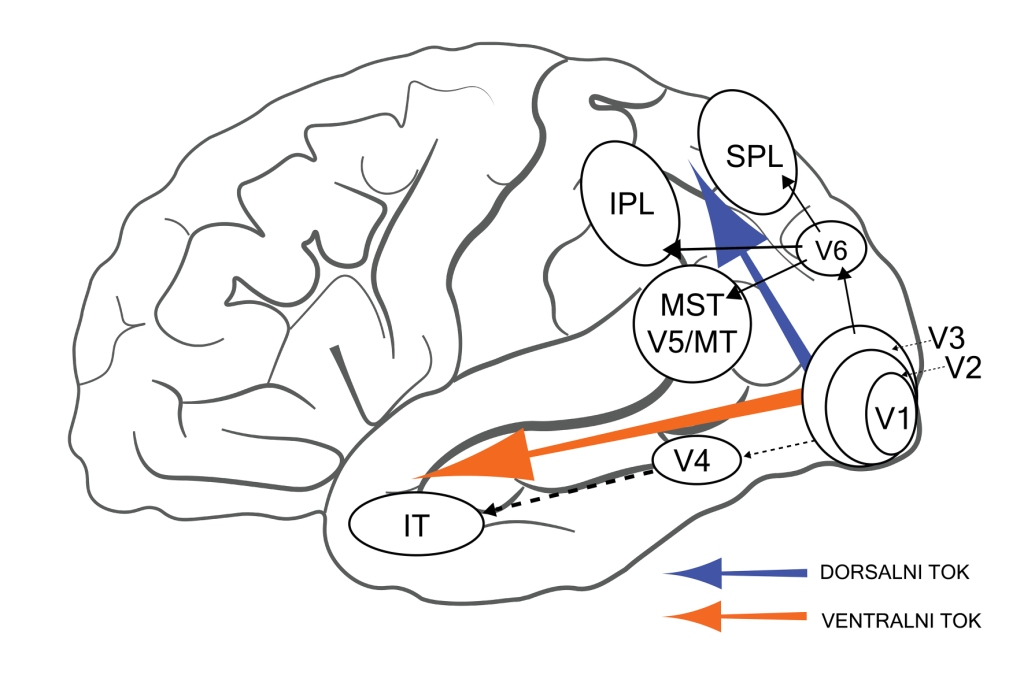 SPL
IPL
V6
MST
V5/MT
V3
V2
V1
V4
IT
DORSALNI TOK
VENTRALNI TOK